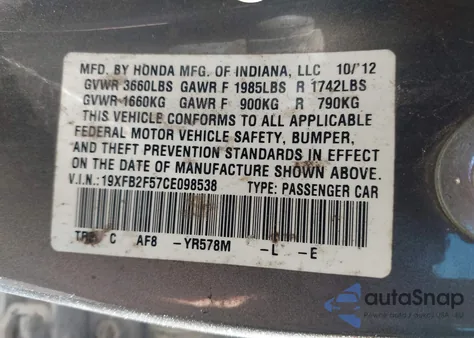 MFD. BY HONDA MFG. OF INDIANA, LLC 10/'12
GVWR 3660LBS GAWR F 1985LBS R 1742LBS
GVWR 1660KG GAWR F 900KG R 790KG
THIS VEHICLE CONFORMS TO ALL APPLICABLE
FEDERAL MOTOR VEHICLE SAFETY, BUMPER,
AND THEFT PREVENTION STANDARDS IN EFFECT
ON THE DATE OF MANUFACTURE SHOWN ABOVE.
V.I.N.:19XFB2F57CE098538 TYPE: PASSENGER CAR
C AF8 -YR578M -L -E
autoSnap